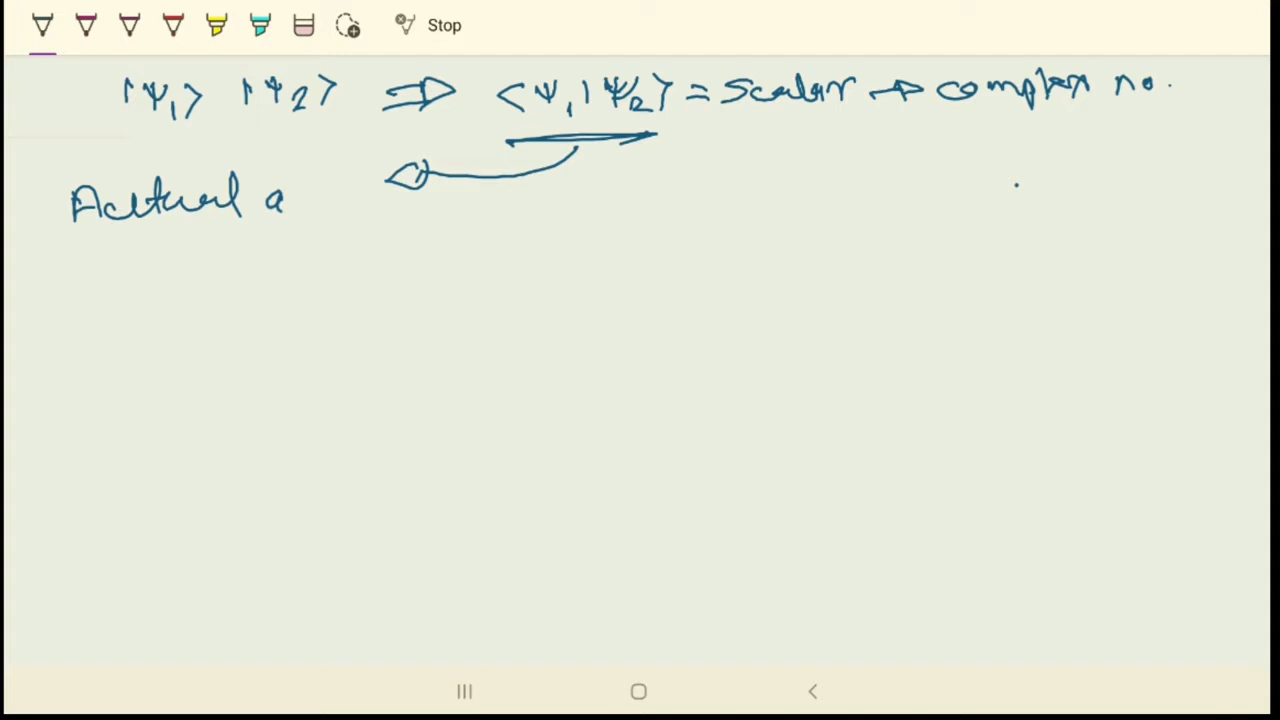 Stop
|ψ₁⟩ |ψ₂⟩ ⇒ ⟨ψ₁|ψ₂⟩ = Scalar → complex no.
Actual a